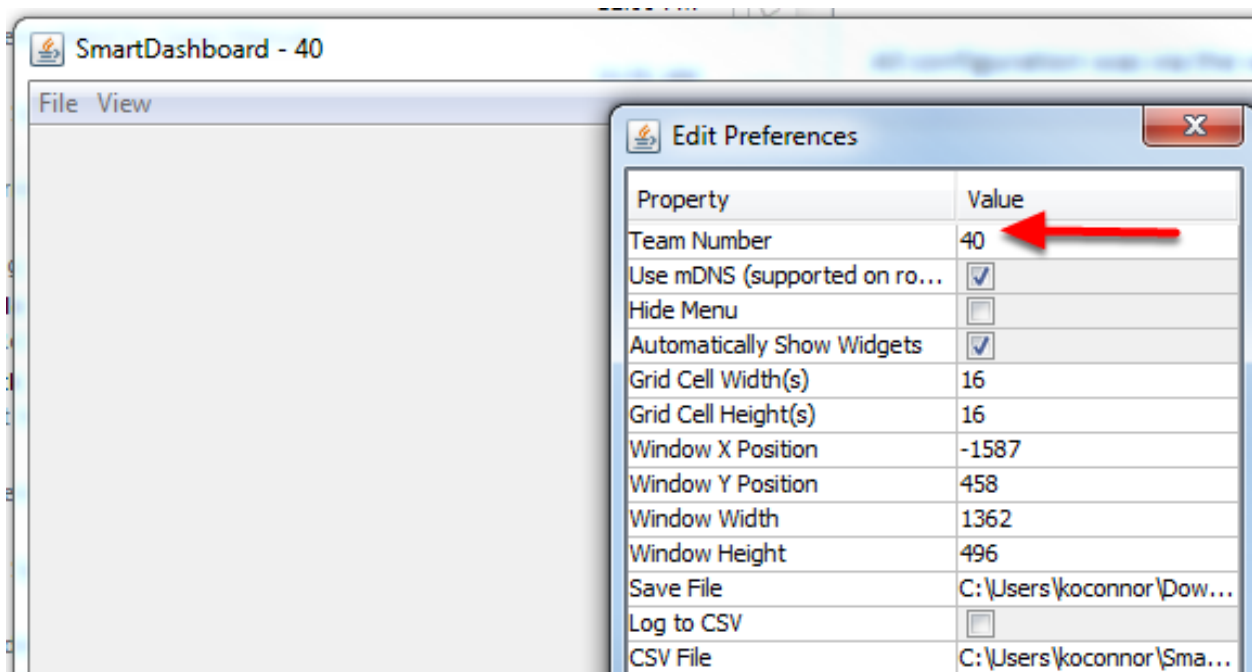 SmartDashboard - 40
File View
Edit Preferences
Property Value
Team Number 40
Use mDNS (supported on ro...
Hide Menu
Automatically Show Widgets
Grid Cell Width(s) 16
Grid Cell Height(s) 16
Window X Position -1587
Window Y Position 458
Window Width 1362
Window Height 496
Save File C:\Users\koconnor\Dow...
Log to CSV
CSV File C:\Users\koconnor\Sma...